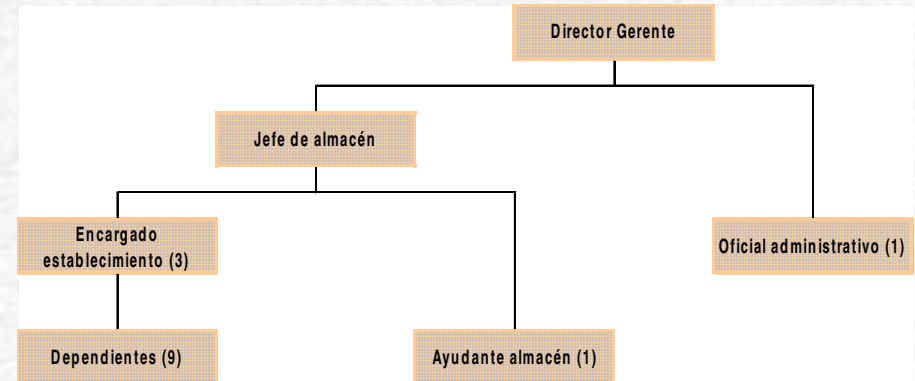 Director Gerente
Jefe de almacén
Encargado
establecimiento (3)
Oficial administrativo (1)
Dependientes (9)
Ayudante almacén (1)